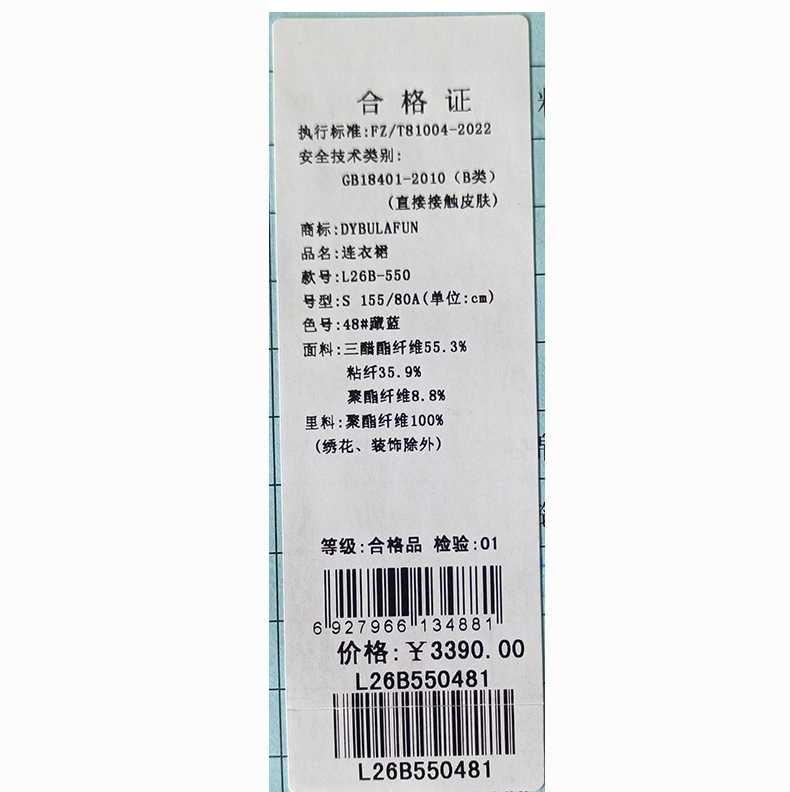 合格证
执行标准:FZ/T81004-2022
安全技术类别:
GB18401-2010（B类）
（直接接触皮肤）
商标:DYBULAFUN
品名:连衣裙
款号:L26B-550
号型:S 155/80A(单位:cm)
色号:48#藏蓝
面料:三醋酯纤维55.3%
粘纤35.9%
聚酯纤维8.8%
里料:聚酯纤维100%
（绣花、装饰除外）
等级:合格品 检验:01
6 927966 134881
价格:￥3390.00
L26B550481
L26B550481